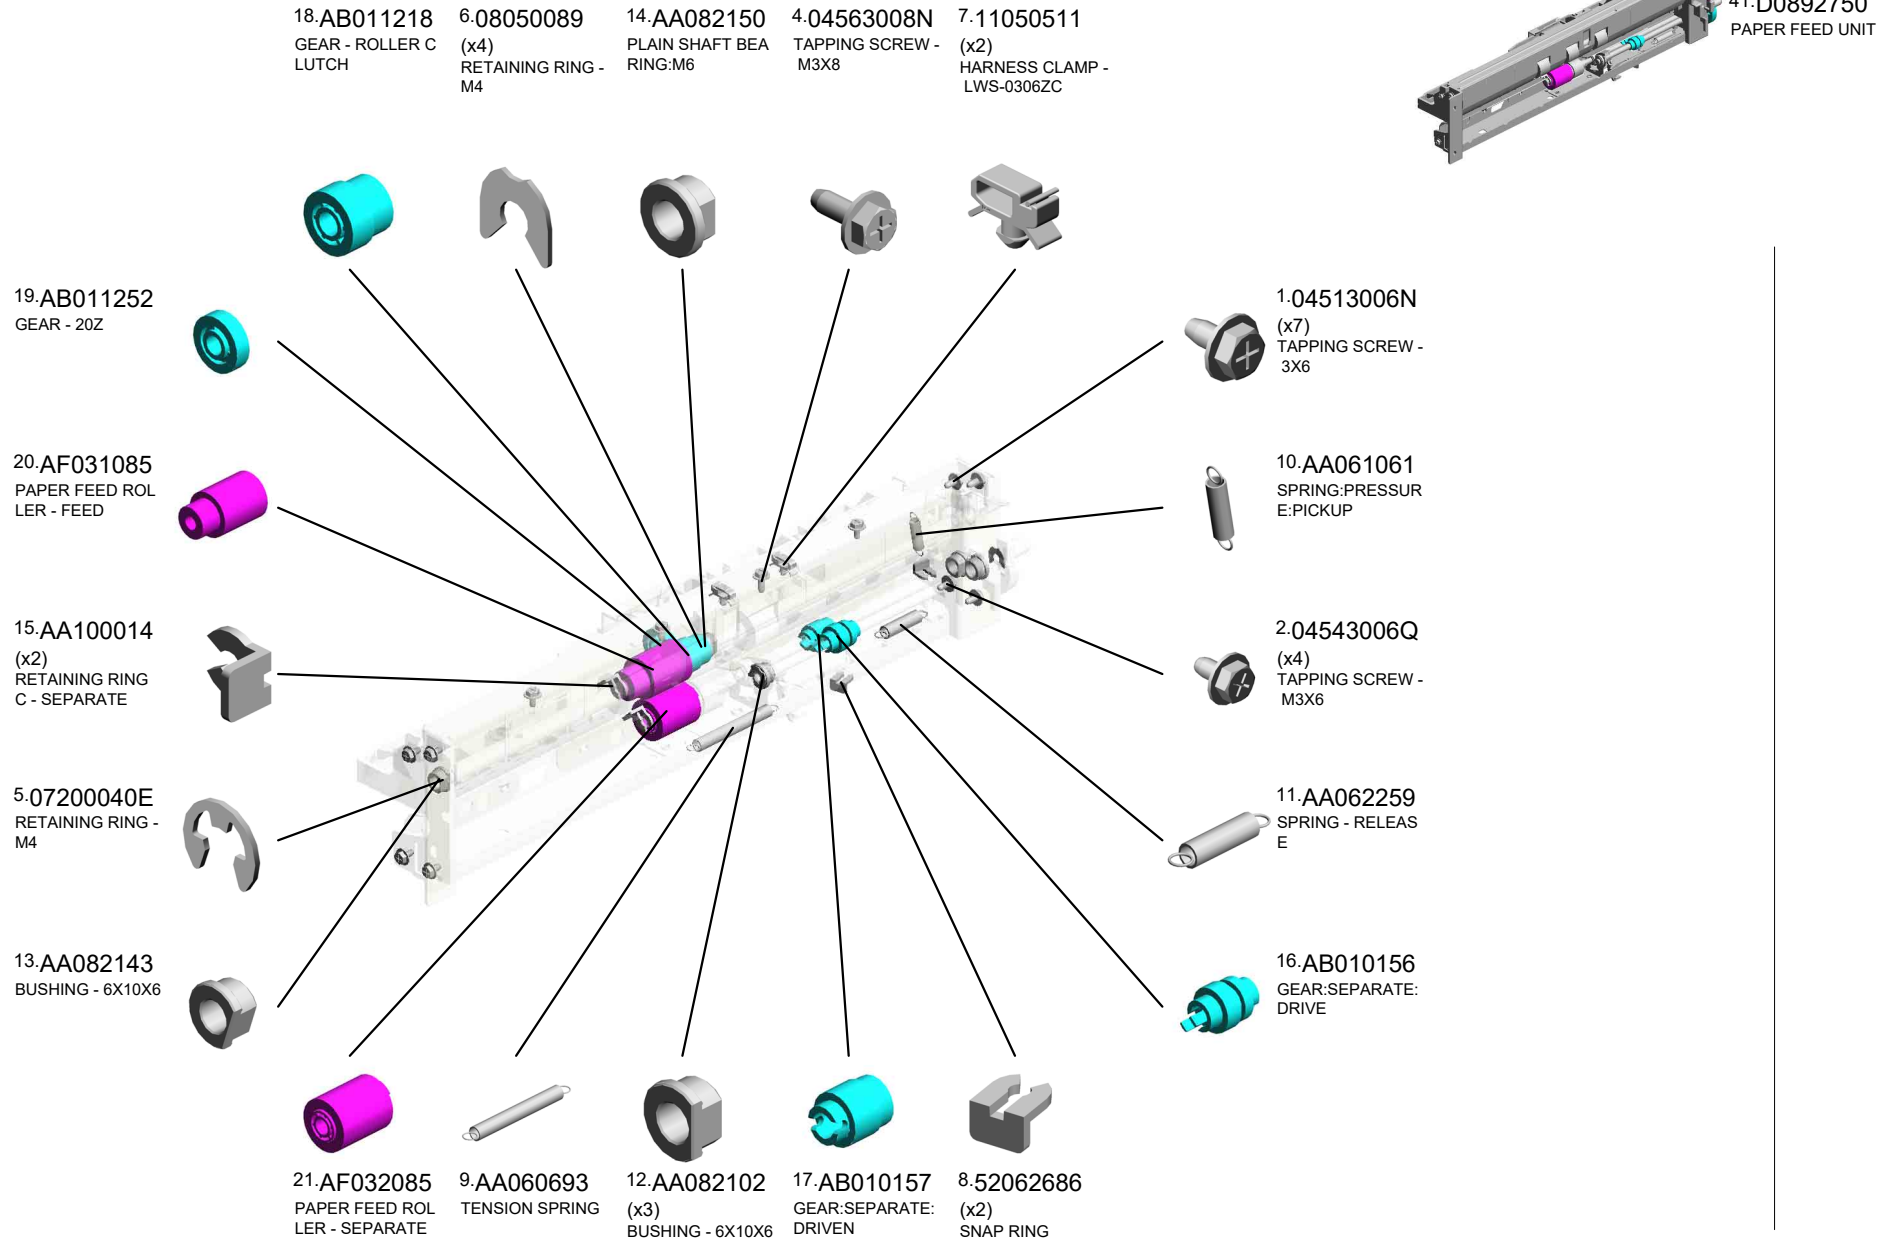 18.AB011218
GEAR - ROLLER C
LUTCH
6.08050089
(x4)
RETAINING RING -
M4
14.AA082150
PLAIN SHAFT BEA
RING:M6
4.04563008N
TAPPING SCREW -
M3X8
7.11050511
(x2)
HARNESS CLAMP -
LWS-0306ZC
41.D0892750
PAPER FEED UNIT
19.AB011252
GEAR - 20Z
1.04513006N
(x7)
TAPPING SCREW -
3X6
20.AF031085
PAPER FEED ROL
LER - FEED
10.AA061061
SPRING:PRESSUR
E:PICKUP
15.AA100014
(x2)
RETAINING RING
C - SEPARATE
2.04543006Q
(x4)
TAPPING SCREW -
M3X6
5.07200040E
RETAINING RING -
M4
11.AA062259
SPRING - RELEAS
E
13.AA082143
BUSHING - 6X10X6
16.AB010156
GEAR:SEPARATE:
DRIVE
21.AF032085
PAPER FEED ROL
LER - SEPARATE
9.AA060693
TENSION SPRING
12.AA082102
(x3)
BUSHING - 6X10X6
17.AB010157
GEAR:SEPARATE:
DRIVEN
8.52062686
(x2)
SNAP RING